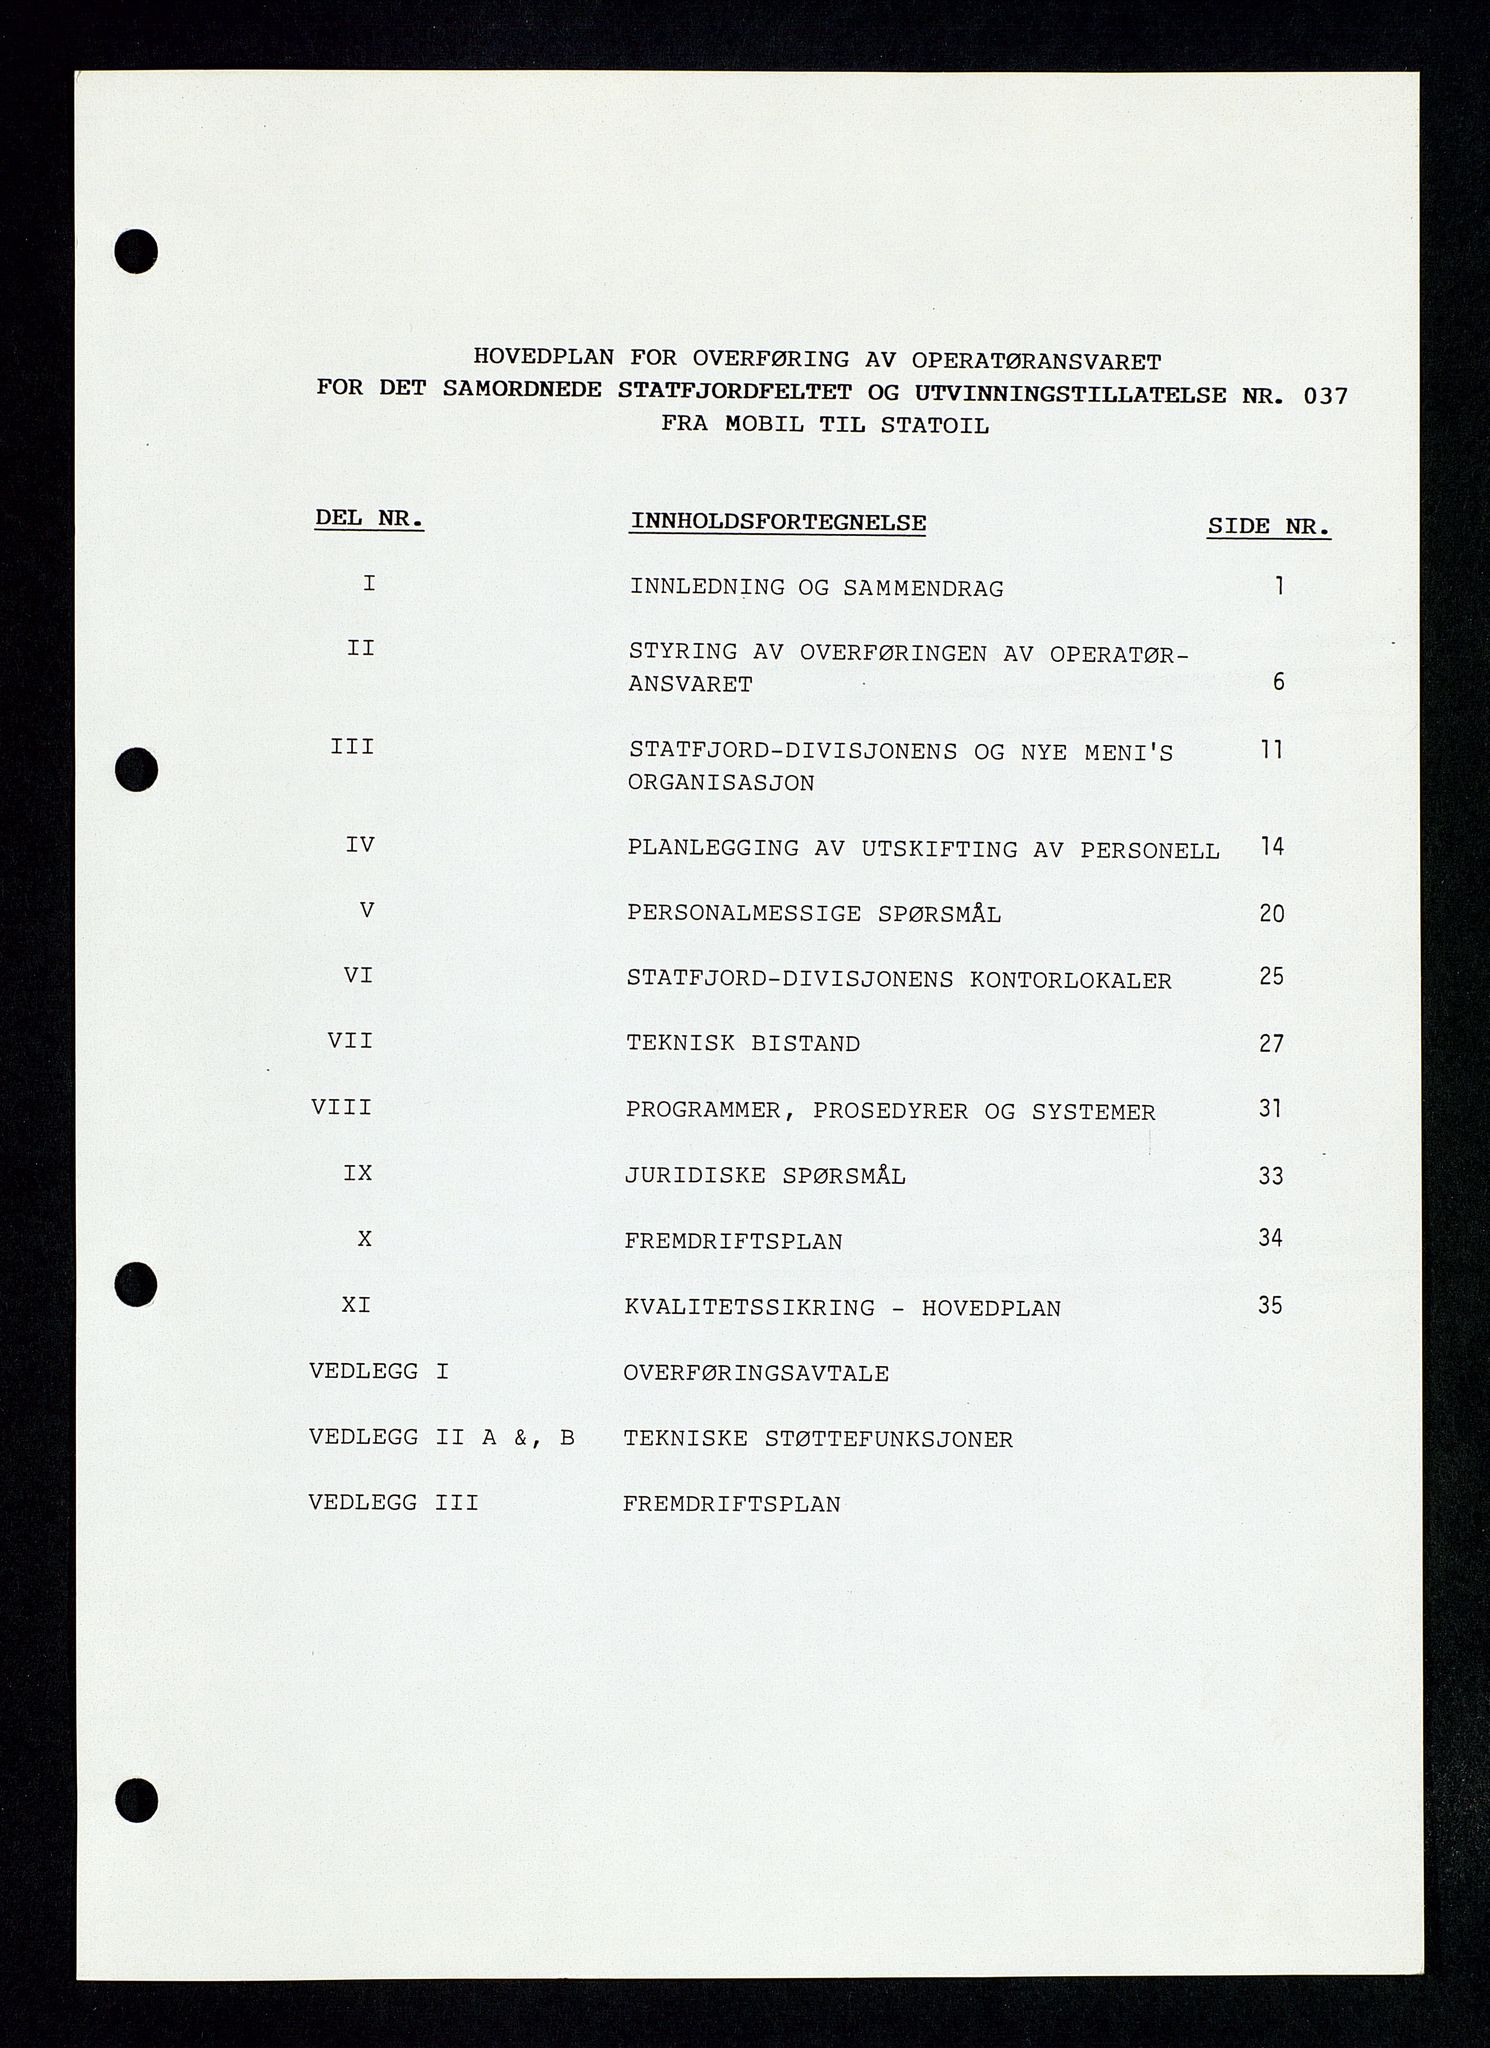 HOVEDPLAN FOR OVERFØRING AV OPERATØRANSVARET
FOR DET SAMORDNEDE STATFJORDFELTET OG UTVINNINGSTILLATELSE NR. 037
FRA MOBIL TIL STATOIL
DEL NR. INNHOLDSFORTEGNELSE SIDE NR.
I INNLEDNING OG SAMMENDRAG 1
II STYRING AV OVERFØRINGEN AV OPERATØR-
ANSVARET 6
III STATFJORD-DIVISJONENS OG NYE MENI'S 11
ORGANISASJON
IV PLANLEGGING AV UTSKIFTING AV PERSONELL 14
V PERSONALMESSIGE SPØRSMÅL 20
VI STATFJORD-DIVISJONENS KONTORLOKALER 25
VII TEKNISK BISTAND 27
VIII PROGRAMMER, PROSEDYRER OG SYSTEMER 31
IX JURIDISKE SPØRSMÅL 33
X FREMDRIFTSPLAN 34
XI KVALITETSSIKRING - HOVEDPLAN 35
VEDLEGG I OVERFØRINGSAVTALE
VEDLEGG II A &, B TEKNISKE STØTTEFUNKSJONER
VEDLEGG III FREMDRIFTSPLAN